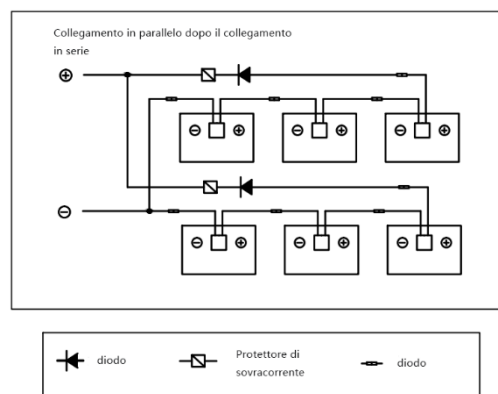 Collegamento in parallelo dopo il collegamento
in serie
diodo
Protettore di
sovracorrente
diodo